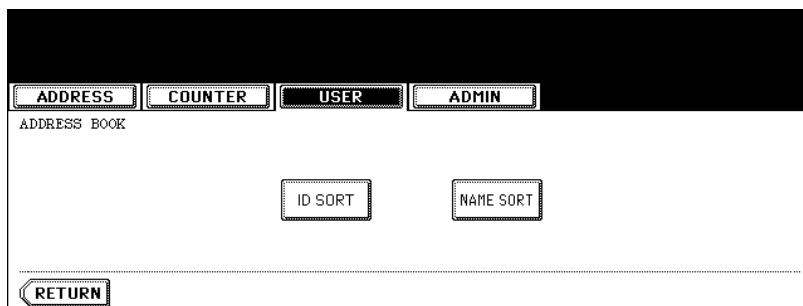 ADDRESS COUNTER USER ADMIN
ADDRESS BOOK
ID SORT NAME SORT
RETURN